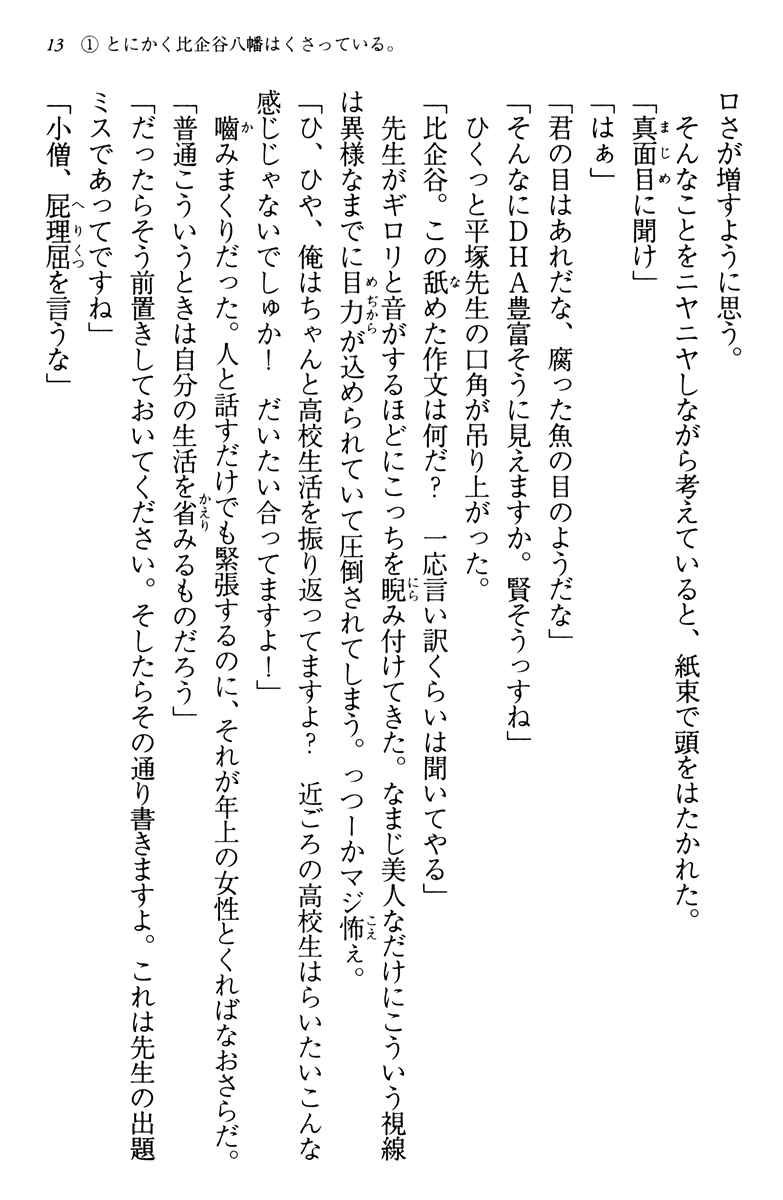 13　① とにかく比企谷八幡はくさっている。
ロさが増すように思う。
　そんなことをニヤニヤしながら考えていると、紙束で頭をはたかれた。
「真面目に聞け」
「はぁ」
「君の目はあれだな、腐った魚の目のようだな」
「そんなにＤＨＡ豊富そうに見えますか。賢そうっすね」
　ひくっと平塚先生の口角が吊り上がった。
「比企谷。この舐めた作文は何だ？　一応言い訳くらいは聞いてやる」
　先生がギロリと音がするほどにこっちを睨み付けてきた。なまじ美人なだけにこういう視線
は異様なまでに目力が込められていて圧倒されてしまう。っつーかマジ怖ぇ。
「ひ、ひや、俺はちゃんと高校生活を振り返ってますよ？　近ごろの高校生はらいたいこんな
感じじゃないでしゅか！　だいたい合ってますよ！」
　嚙みまくりだった。人と話すだけでも緊張するのに、それが年上の女性とくればなおさらだ。
「普通こういうときは自分の生活を省みるものだろう」
「だったらそう前置きしておいてください。そしたらその通り書きますよ。これは先生の出題
ミスであってですね」
「小僧、屁理屈を言うな」